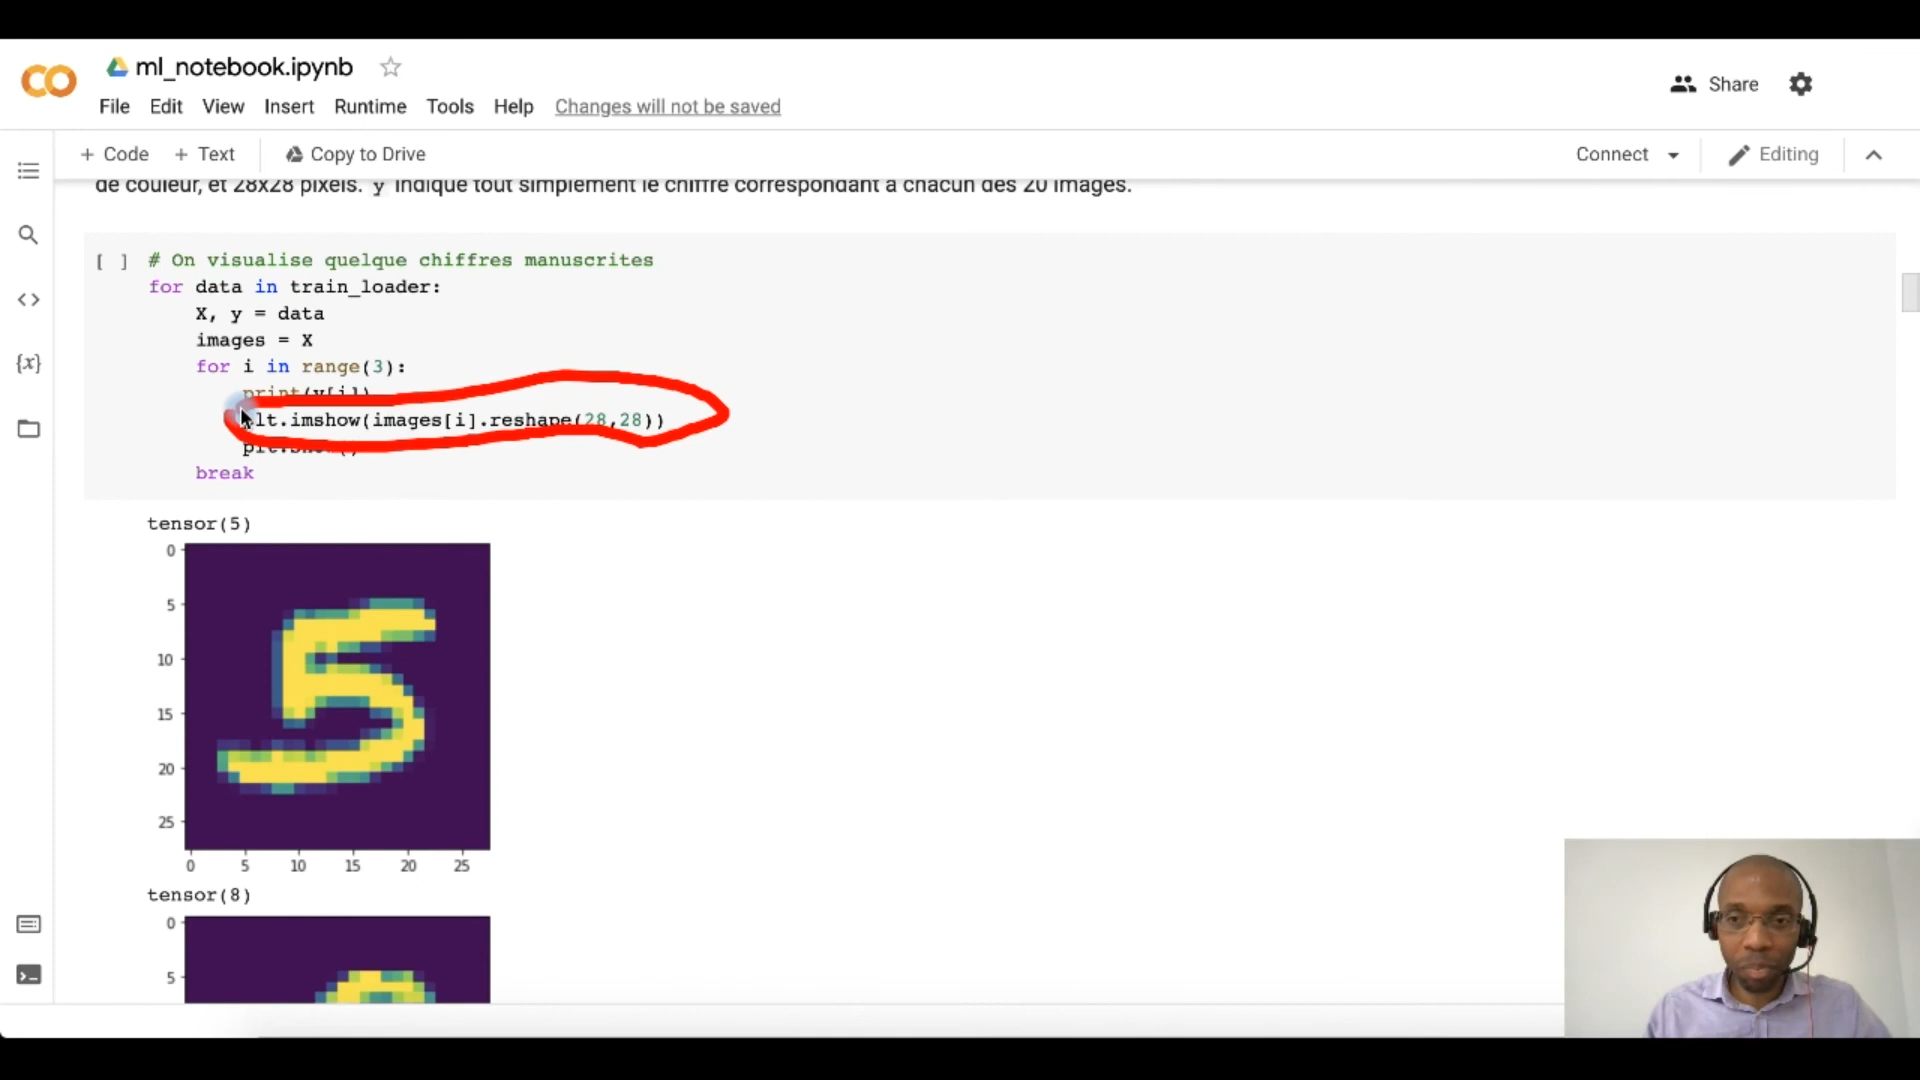 ml_notebook.ipynb
File Edit View Insert Runtime Tools Help Changes will not be saved
Share
+ Code + Text Copy to Drive
Connect Editing
de couleur, et 28x28 pixels. y indique tout simplement le chiffre correspondant à chacun des 20 images.
[ ] # On visualise quelque chiffres manuscrites
for data in train_loader:
X, y = data
images = X
for i in range(3):
print(y[i])
plt.imshow(images[i].reshape(28,28))
plt.show()
break
tensor(5)
0
5
10
15
20
25
0 5 10 15 20 25
tensor(8)
0
5